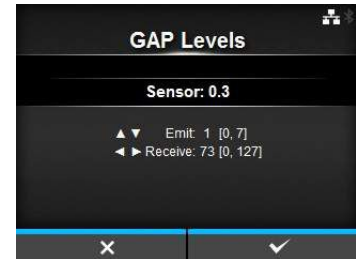 GAP Levels
Sensor: 0.3
▲ ▼ Emit: 1 [0, 7]
◄ ► Receive: 73 [0, 127]